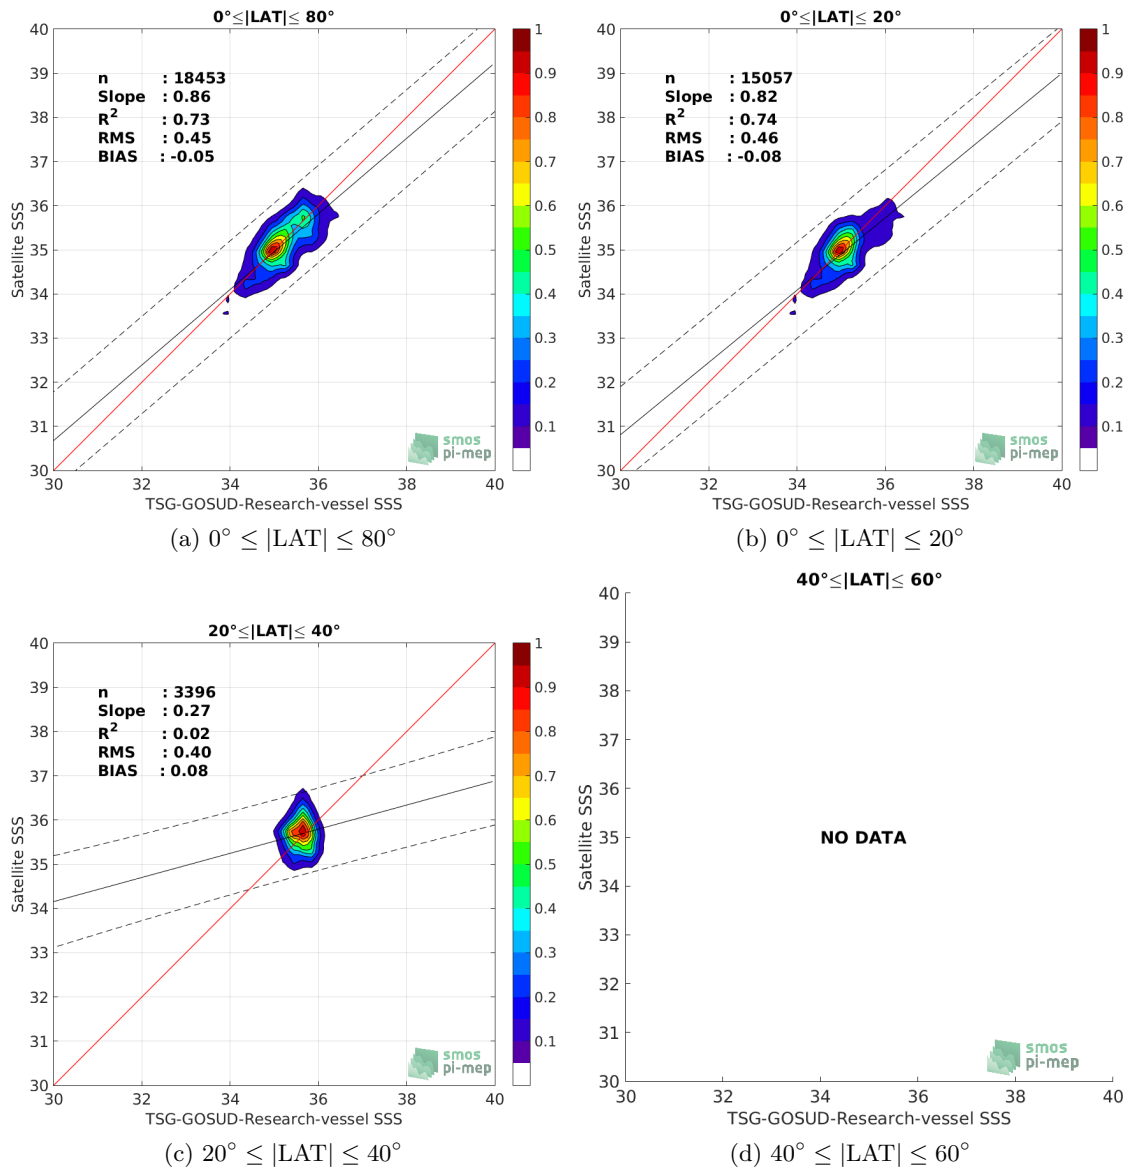 0°≤|LAT|≤ 80°
40
39
38
37
36
35
34
33
32
31
30
Satellite SSS
n : 18453
Slope : 0.86
R² : 0.73
RMS : 0.45
BIAS : -0.05
smos
pi-mep
30 32 34 36 38 40
TSG-GOSUD-Research-vessel SSS
1
0.9
0.8
0.7
0.6
0.5
0.4
0.3
0.2
0.1
(a) 0° ≤ |LAT| ≤ 80°
0°≤|LAT|≤ 20°
40
39
38
37
36
35
34
33
32
31
30
Satellite SSS
n : 15057
Slope : 0.82
R² : 0.74
RMS : 0.46
BIAS : -0.08
smos
pi-mep
30 32 34 36 38 40
TSG-GOSUD-Research-vessel SSS
1
0.9
0.8
0.7
0.6
0.5
0.4
0.3
0.2
0.1
(b) 0° ≤ |LAT| ≤ 20°
20°≤|LAT|≤ 40°
40
39
38
37
36
35
34
33
32
31
30
Satellite SSS
n : 3396
Slope : 0.27
R² : 0.02
RMS : 0.40
BIAS : 0.08
smos
pi-mep
30 32 34 36 38 40
TSG-GOSUD-Research-vessel SSS
1
0.9
0.8
0.7
0.6
0.5
0.4
0.3
0.2
0.1
(c) 20° ≤ |LAT| ≤ 40°
40°≤|LAT|≤ 60°
40
39
38
37
36
35
34
33
32
31
30
Satellite SSS
NO DATA
smos
pi-mep
30 32 34 36 38 40
TSG-GOSUD-Research-vessel SSS
(d) 40° ≤ |LAT| ≤ 60°